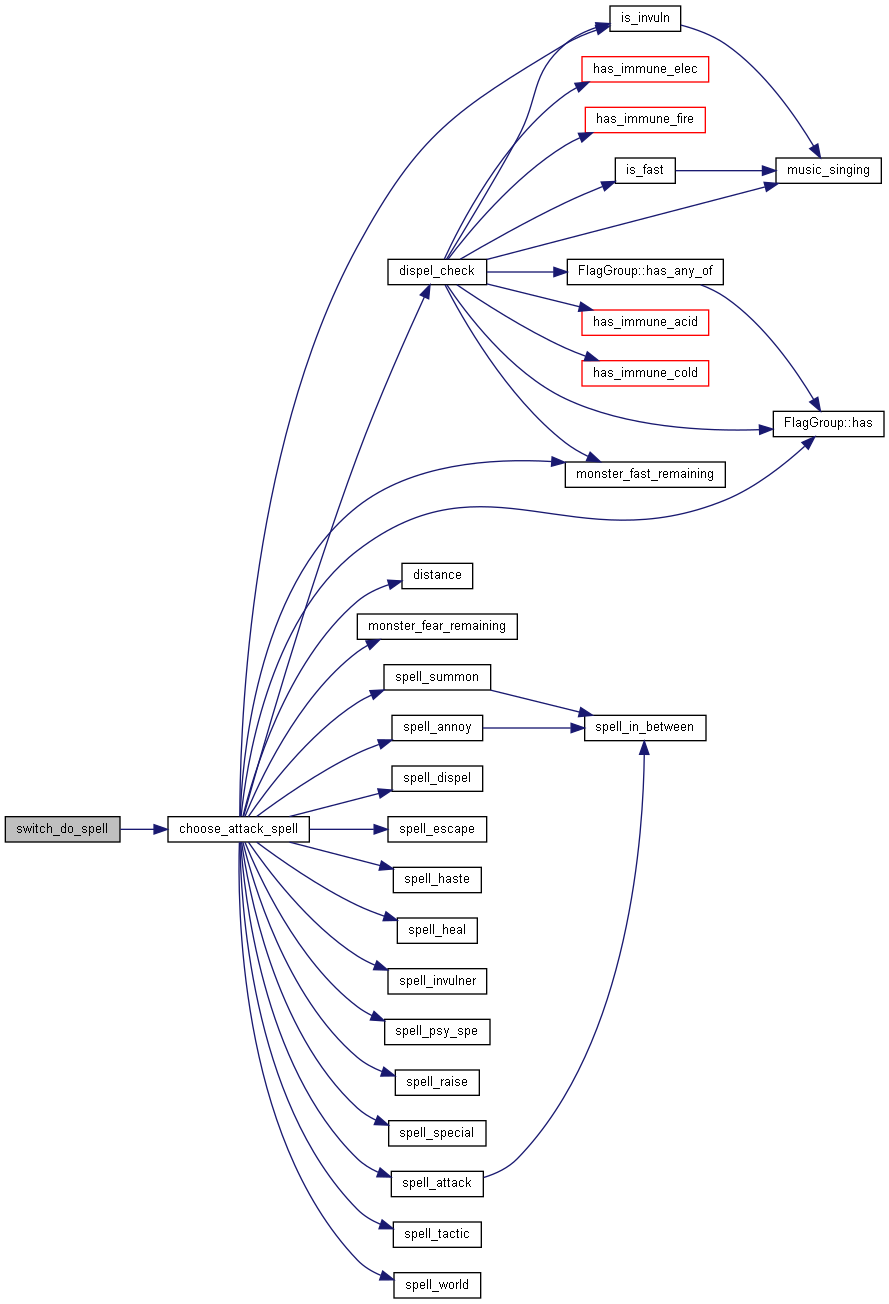 is_invuln
has_immune_elec
has_immune_fire
is_fast
music_singing
dispel_check
FlagGroup::has_any_of
has_immune_acid
has_immune_cold
FlagGroup::has
monster_fast_remaining
distance
monster_fear_remaining
spell_summon
spell_annoy
spell_in_between
spell_dispel
switch_do_spell
choose_attack_spell
spell_escape
spell_haste
spell_heal
spell_invulner
spell_psy_spe
spell_raise
spell_special
spell_attack
spell_tactic
spell_world